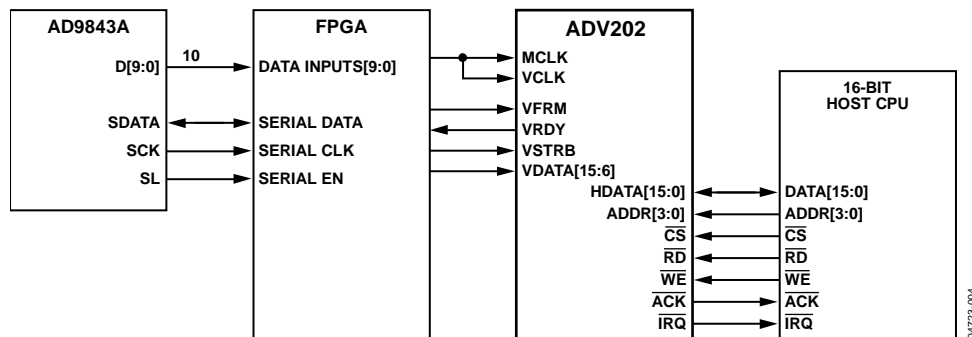 AD9843A
D[9:0]
10
SDATA
SCK
SL
FPGA
DATA INPUTS[9:0]
SERIAL DATA
SERIAL CLK
SERIAL EN
ADV202
MCLK
VCLK
VFRM
VRDY
VSTRB
VDATA[15:6]
HDATA[15:0]
ADDR[3:0]
CS
RD
WE
ACK
IRQ
16-BIT
HOST CPU
DATA[15:0]
ADDR[3:0]
CS
RD
WE
ACK
IRQ